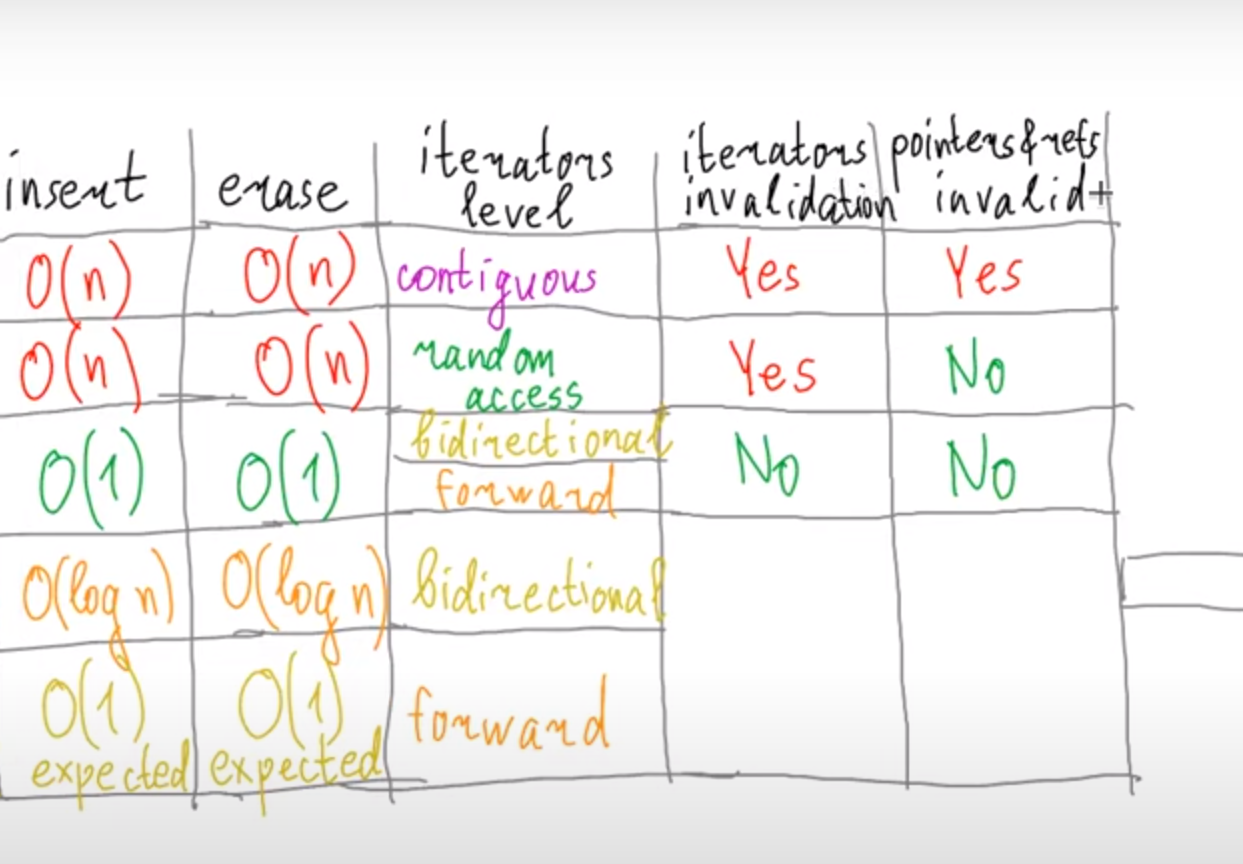 insert erase iterators level iterators invalidation pointers&refs invalid+
O(n) O(n) contiguous Yes Yes
O(n) O(n) random access Yes No
O(1) O(1) bidirectional No No
forward
O(log n) O(log n) bidirectional
O(1) expected O(1) expected forward